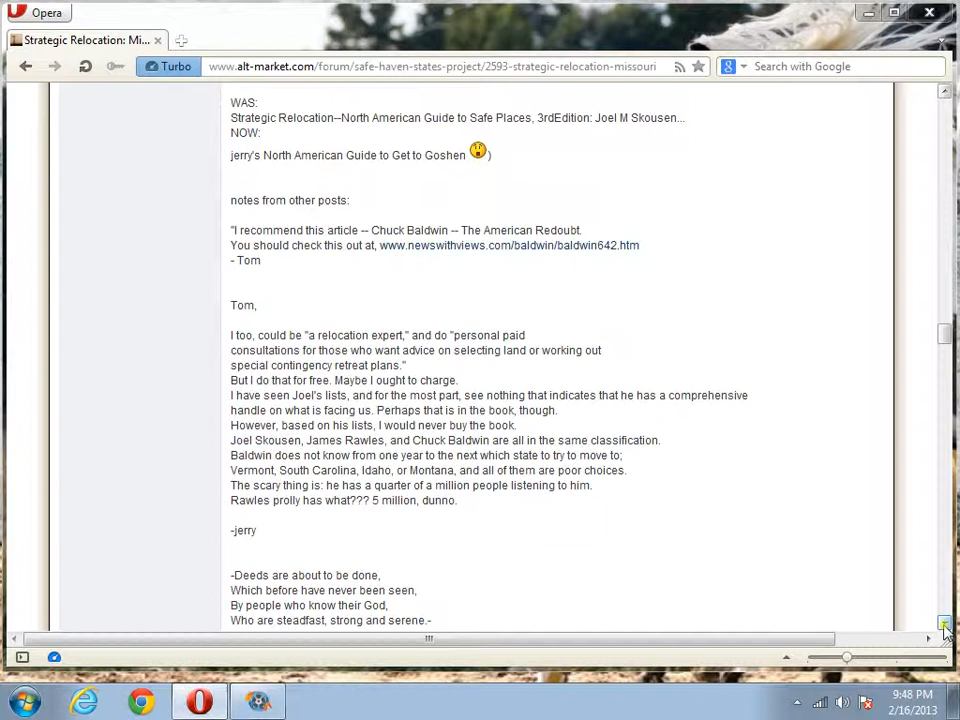 Opera
Strategic Relocation: Mi...
Turbo
www.alt-market.com/forum/safe-haven-states-project/2593-strategic-relocation-missouri
Search with Google
WAS:
Strategic Relocation--North American Guide to Safe Places, 3rdEdition: Joel M Skousen...
NOW:
jerry's North American Guide to Get to Goshen )
notes from other posts:
"I recommend this article -- Chuck Baldwin -- The American Redoubt.
You should check this out at, www.newswithviews.com/baldwin/baldwin642.htm
- Tom
Tom,
I too, could be "a relocation expert," and do "personal paid
consultations for those who want advice on selecting land or working out
special contingency retreat plans."
But I do that for free. Maybe I ought to charge.
I have seen Joel's lists, and for the most part, see nothing that indicates that he has a comprehensive
handle on what is facing us. Perhaps that is in the book, though.
However, based on his lists, I would never buy the book.
Joel Skousen, James Rawles, and Chuck Baldwin are all in the same classification.
Baldwin does not know from one year to the next which state to try to move to;
Vermont, South Carolina, Idaho, or Montana, and all of them are poor choices.
The scary thing is: he has a quarter of a million people listening to him.
Rawles prolly has what??? 5 million, dunno.
-jerry
-Deeds are about to be done,
Which before have never been seen,
By people who know their God,
Who are steadfast, strong and serene.-
9:48 PM
2/16/2013